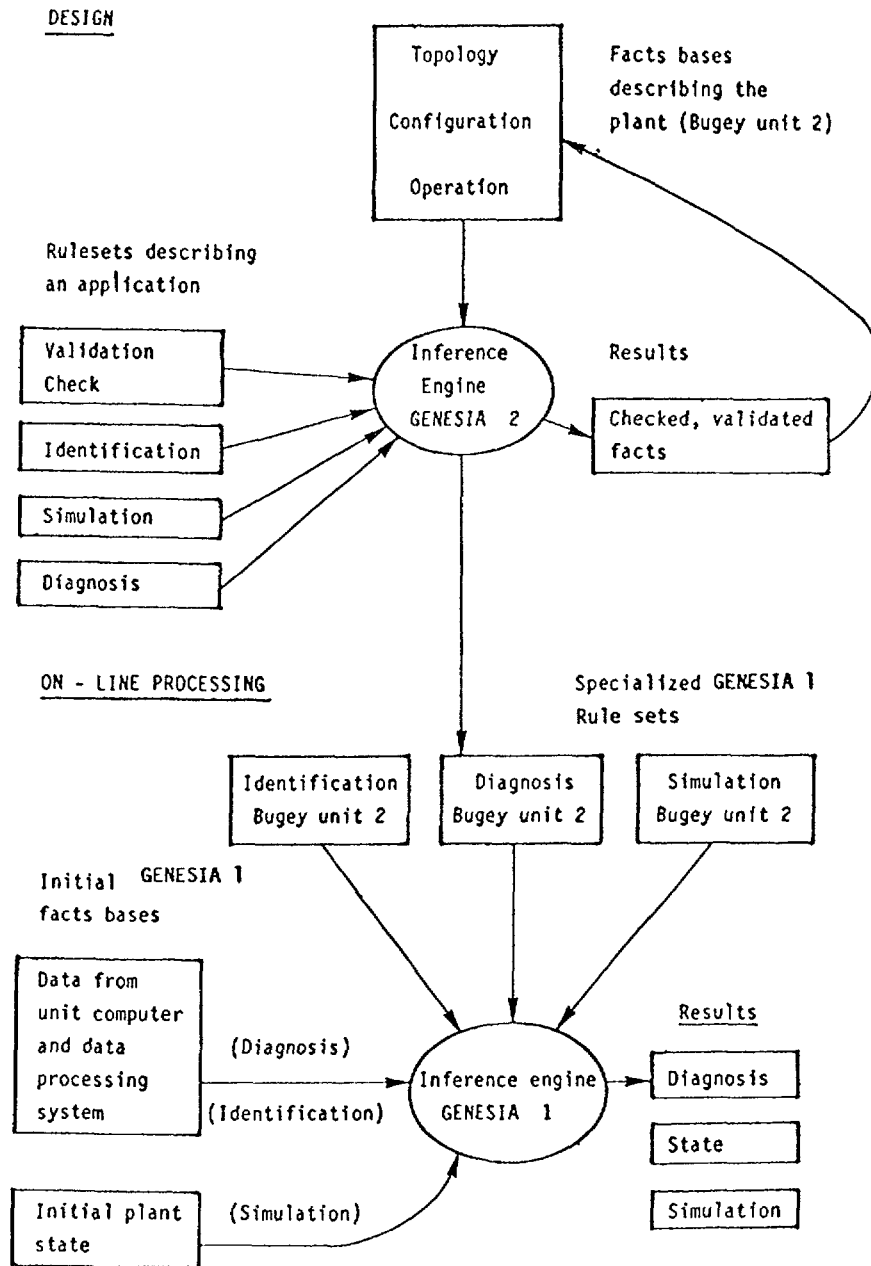 DESIGN
Topology
Configuration
Operation
Facts bases
describing the
plant (Bugey unit 2)
Rulesets describing
an application
Validation
Check
Identification
Simulation
Diagnosis
Inference
Engine
GENESIA 2
Results
Checked, validated
facts
ON - LINE PROCESSING
Specialized GENESIA 1
Rule sets
Identification
Bugey unit 2
Diagnosis
Bugey unit 2
Simulation
Bugey unit 2
Initial GENESIA 1
facts bases
Data from
unit computer
and data
processing
system
(Diagnosis)
(Identification)
Inference engine
GENESIA 1
Results
Diagnosis
State
Simulation
Initial plant
state
(Simulation)